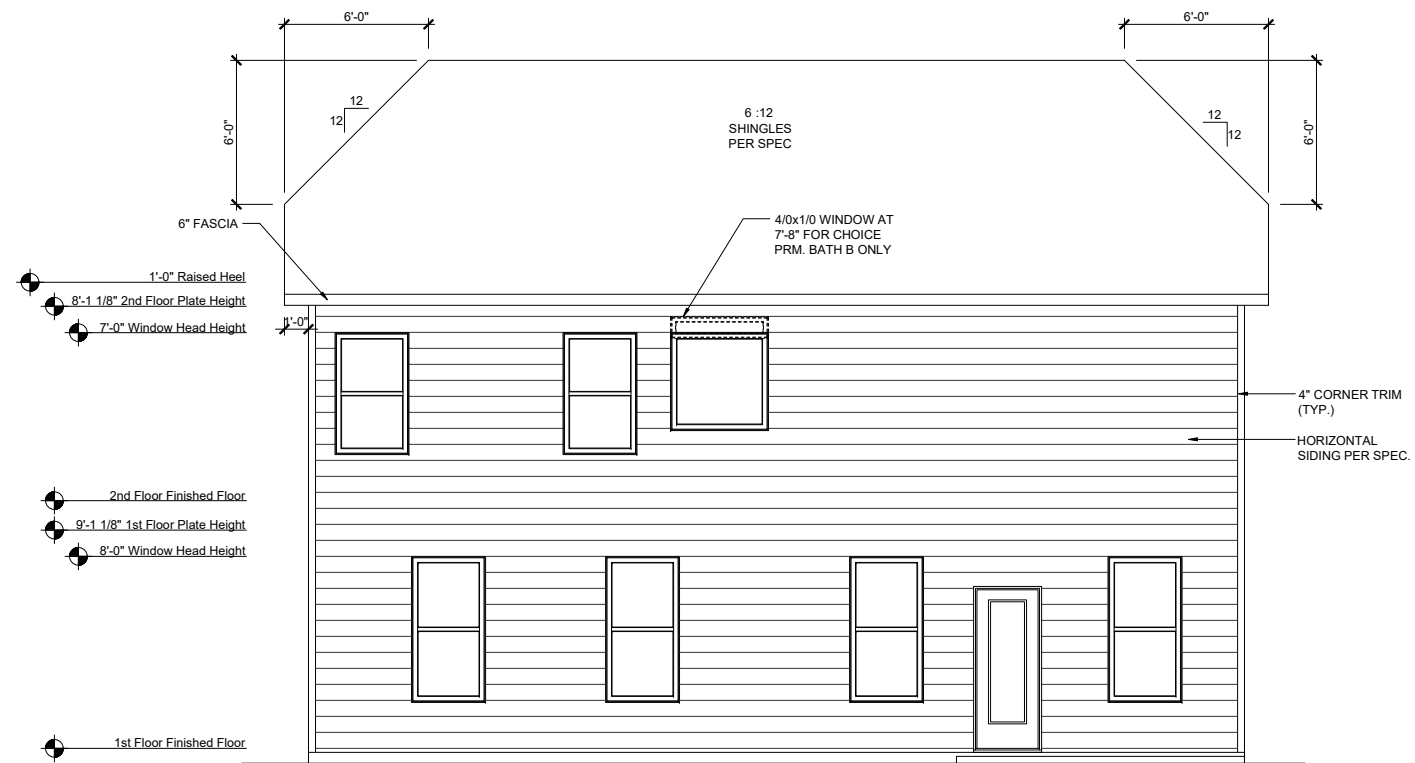 6'-0"
6'-0"
6'-0"
12
12
6 :12
SHINGLES
PER SPEC
12
12
6'-0"
6" FASCIA
4/0x1/0 WINDOW AT
7'-8" FOR CHOICE
PRM. BATH B ONLY
1'-0" Raised Heel
8'-1 1/8" 2nd Floor Plate Height
7'-0" Window Head Height
1'-0"
4" CORNER TRIM
(TYP.)
HORIZONTAL
SIDING PER SPEC.
2nd Floor Finished Floor
9'-1 1/8" 1st Floor Plate Height
8'-0" Window Head Height
1st Floor Finished Floor